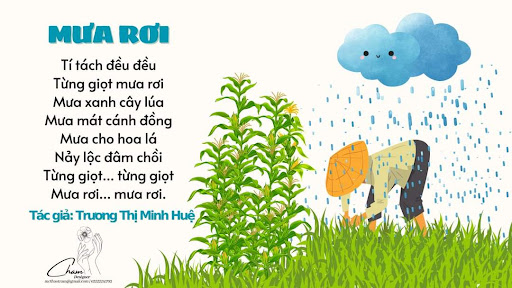 MƯA RƠI
Tí tách đều đều
Từng giọt mưa rơi
Mưa xanh cây lúa
Mưa mát cánh đồng
Mưa cho hoa lá
Nảy lộc đâm chồi
Từng giọt... từng giọt
Mưa rơi... mưa rơi.
Tác giả: Trương Thị Minh Huệ
Cham
Designer